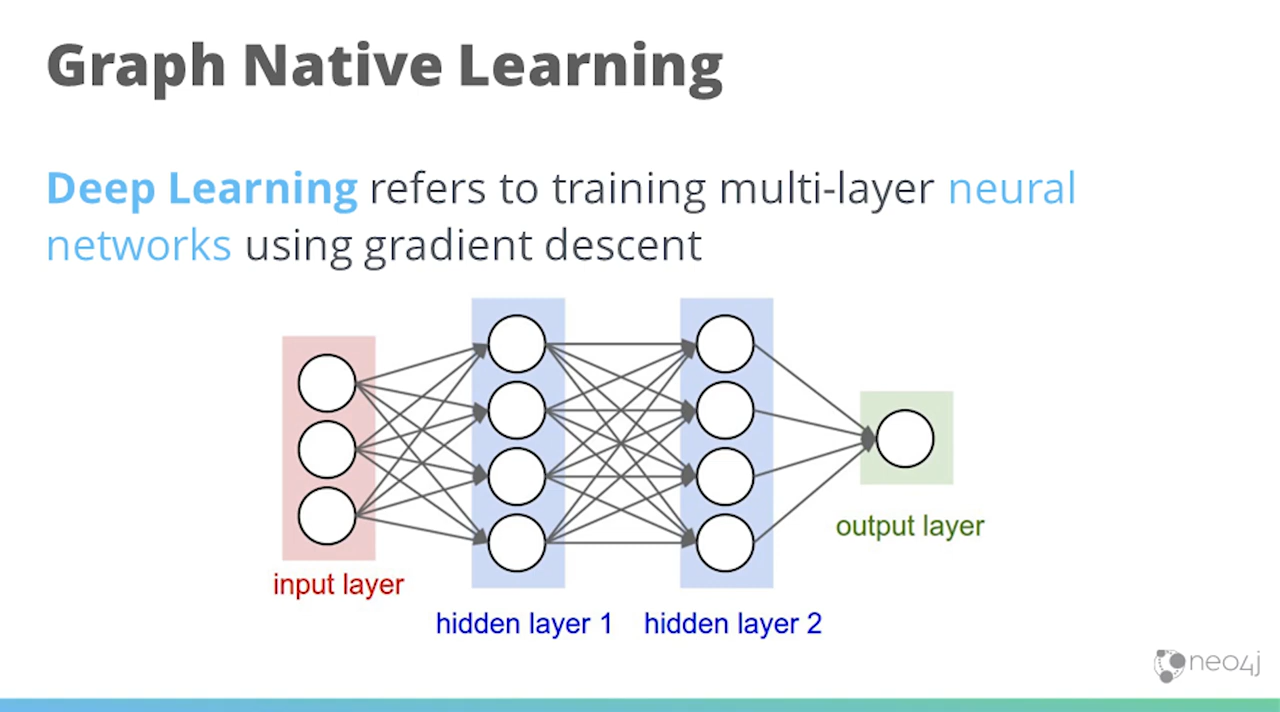 Graph Native Learning
Deep Learning refers to training multi-layer neural
networks using gradient descent
input layer
hidden layer 1
hidden layer 2
output layer
neo4j